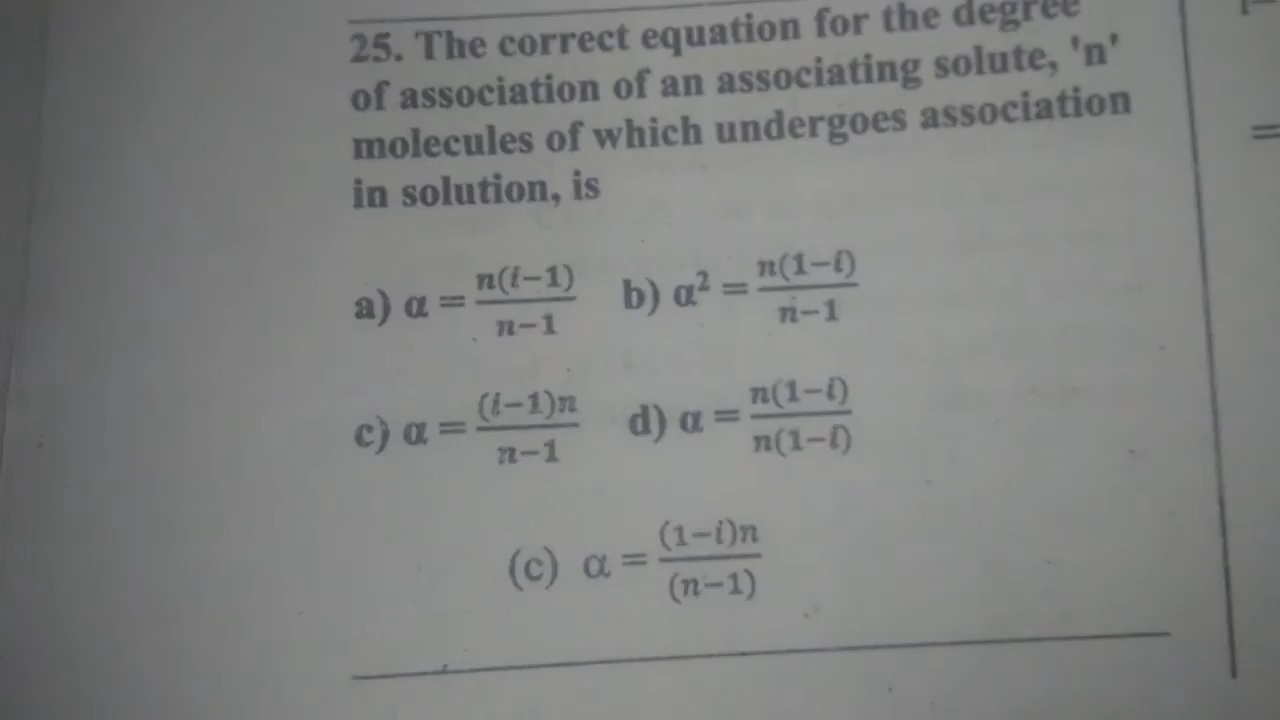 25. The correct equation for the degree
of association of an associating solute, 'n'
molecules of which undergoes association
in solution, is
a) α = n(i−1)/n−1 b) α² = n(1−i)/n−1
c) α = (i−1)n/n−1 d) α = n(1−i)/n(1−i)
(c) α = (1−i)n/(n−1)
=